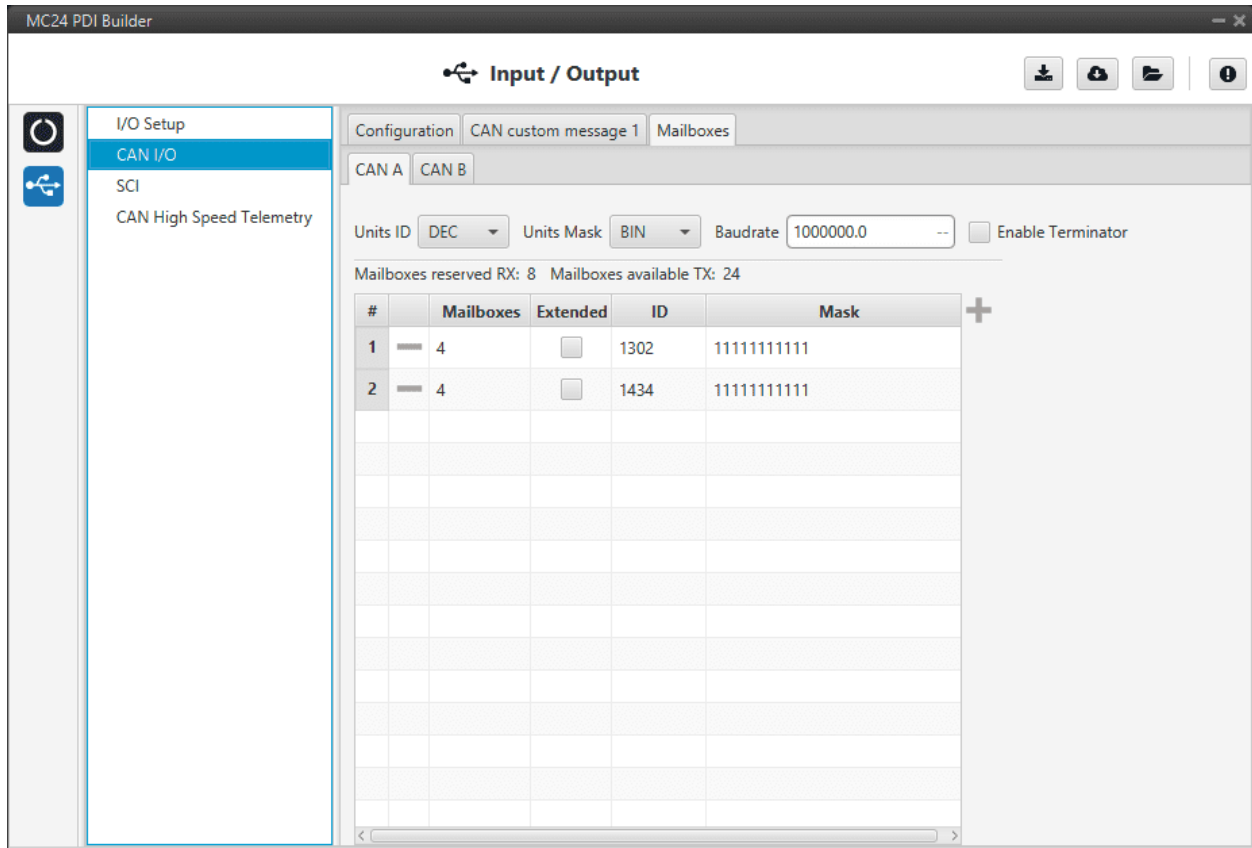 MC24 PDI Builder
Input / Output
I/O Setup
CAN I/O
SCI
CAN High Speed Telemetry
Configuration CAN custom message 1 Mailboxes
CAN A CAN B
Units ID DEC Units Mask BIN Baudrate 1000000.0 -- Enable Terminator
Mailboxes reserved RX: 8 Mailboxes available TX: 24
# Mailboxes Extended ID Mask
1 4 1302 11111111111
2 4 1434 11111111111